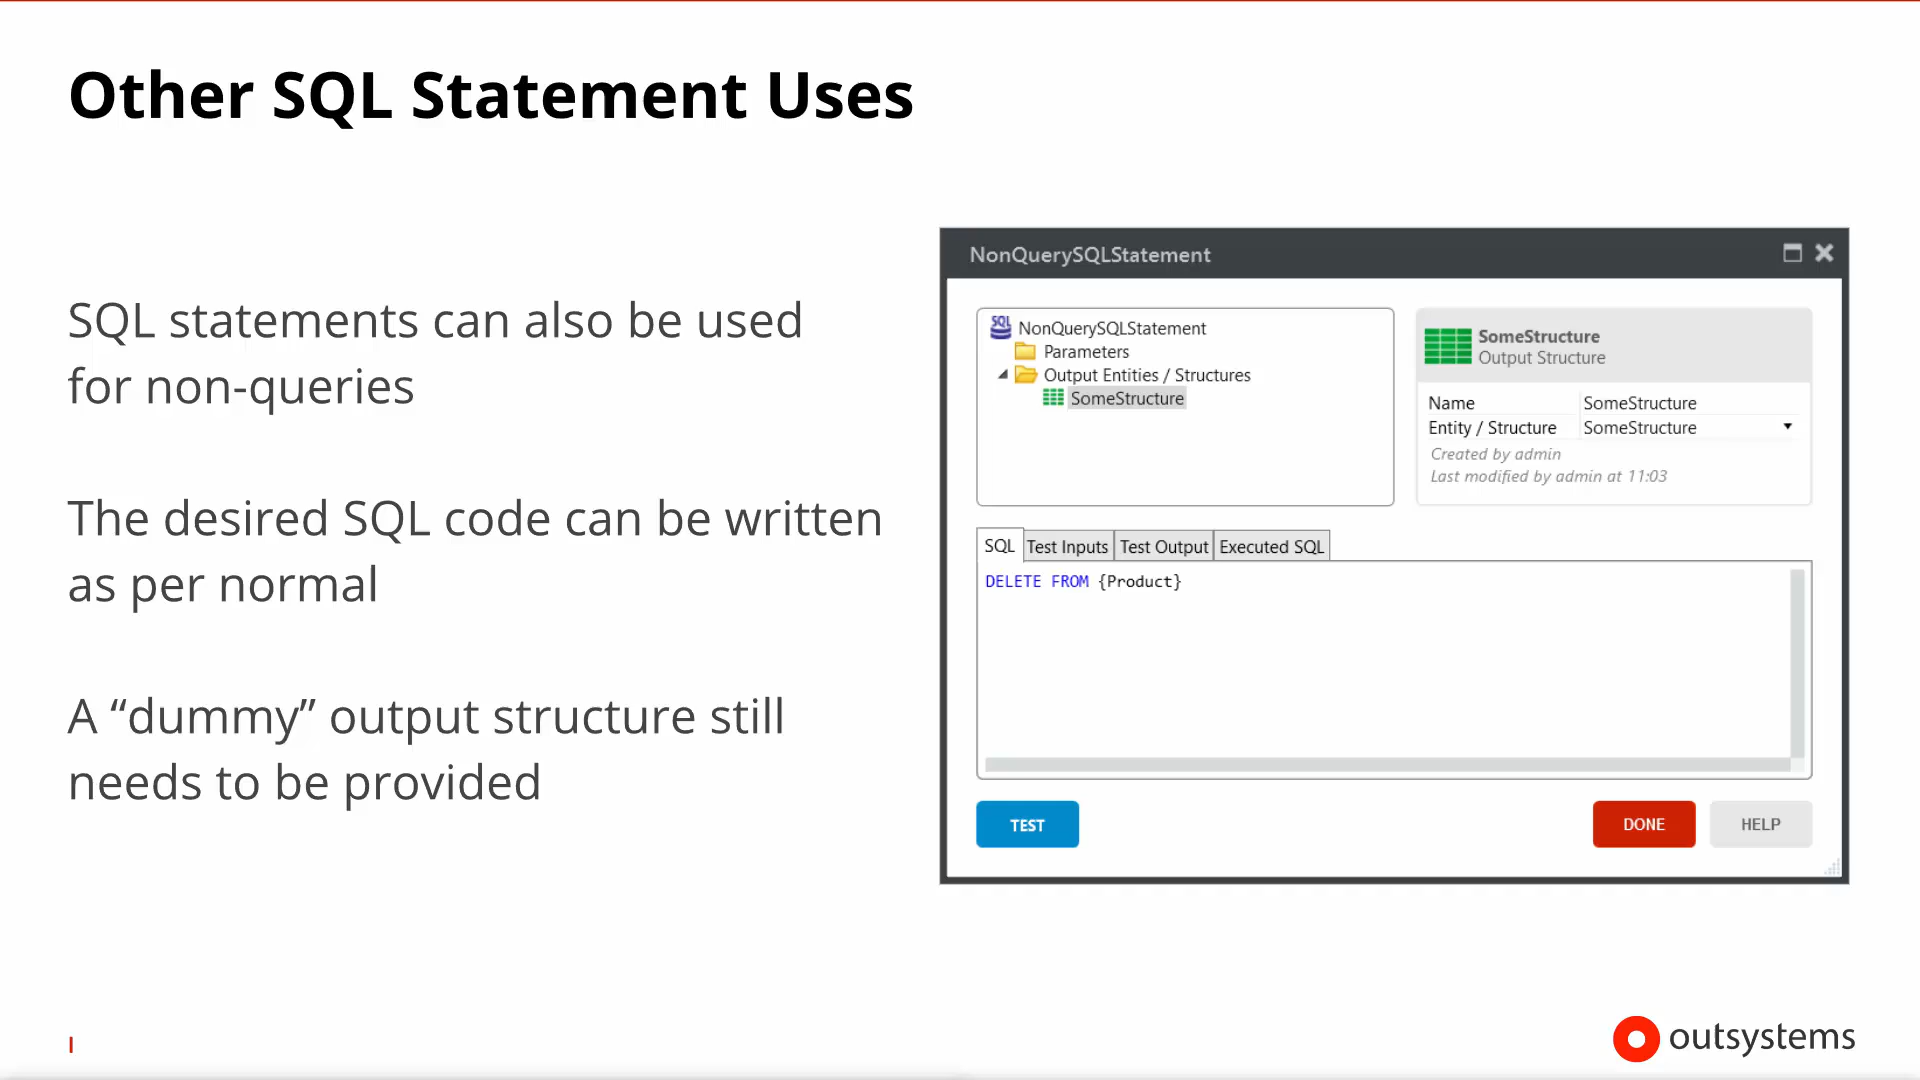 Other SQL Statement Uses
SQL statements can also be used
for non-queries
The desired SQL code can be written
as per normal
A “dummy” output structure still
needs to be provided
NonQuerySQLStatement
SQL
NonQuerySQLStatement
Parameters
Output Entities / Structures
SomeStructure
SomeStructure
Output Structure
Name SomeStructure
Entity / Structure SomeStructure
Created by admin
Last modified by admin at 11:03
SQL Test Inputs Test Output Executed SQL
DELETE FROM {Product}
TEST DONE HELP
outsystems